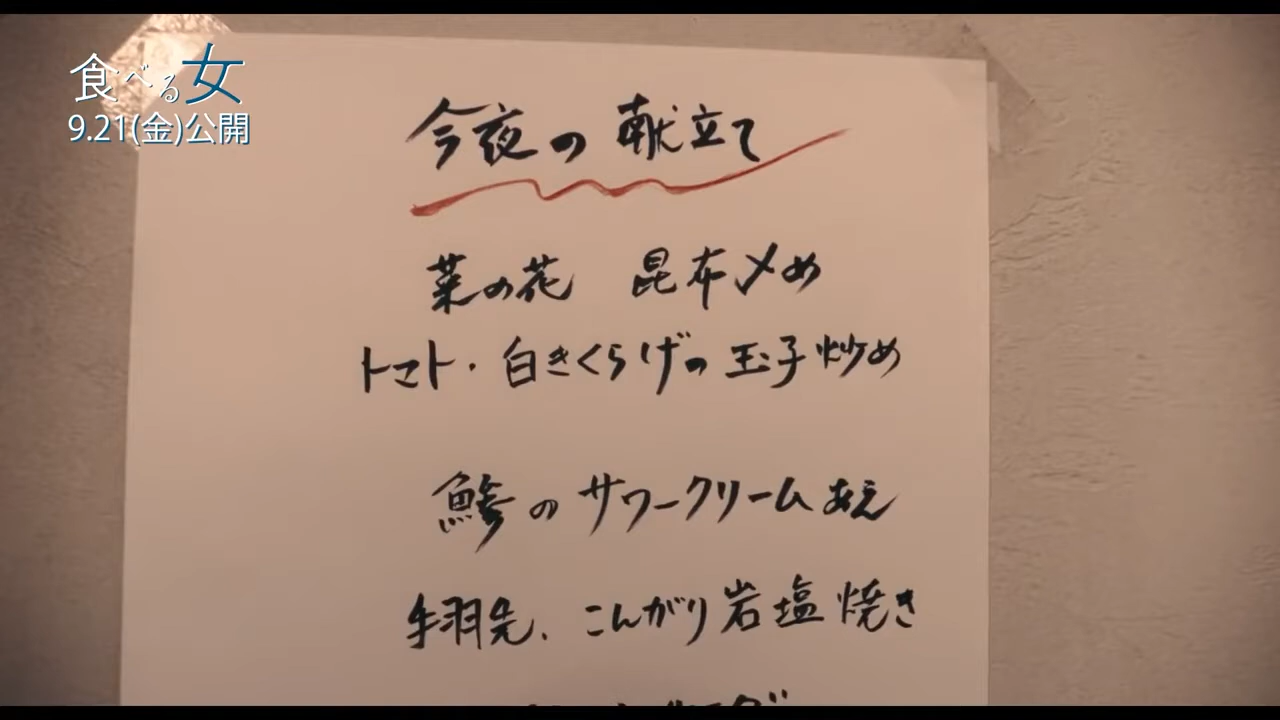 食べる女
9.21(金)公開
今夜の献立て
菜の花 昆布〆め
トマト・白きくらげの玉子炒め
鯵のサワークリームあえ
手羽先、こんがり岩塩焼き